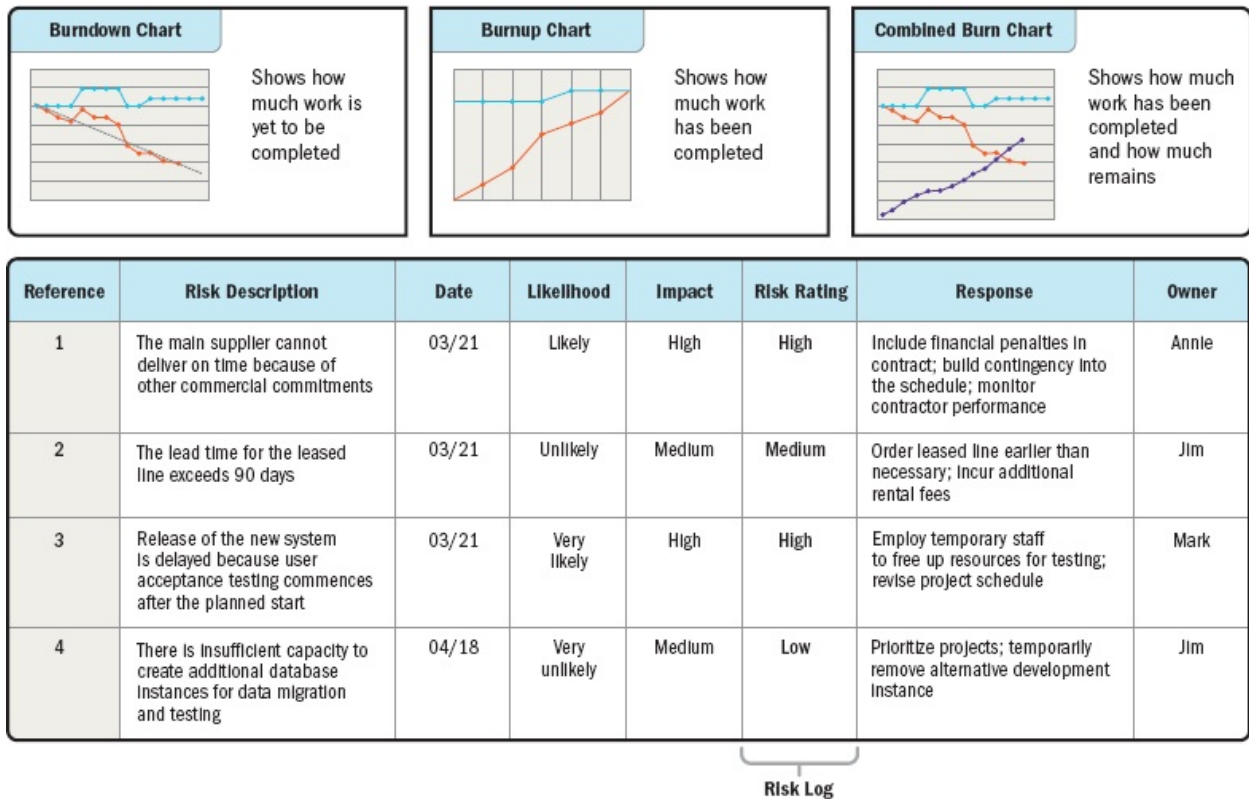 Burndown Chart
Shows how
much work is
yet to be
completed
Burnup Chart
Shows how
much work
has been
completed
Combined Burn Chart
Shows how much
work has been
completed
and how much
remains
Reference
Risk Description
Date
Likelihood
Impact
Risk Rating
Response
Owner
1
The main supplier cannot
deliver on time because of
other commercial commitments
03/21
Likely
High
High
Include financial penalties in
contract; build contingency into
the schedule; monitor
contractor performance
Annie
2
The lead time for the leased
line exceeds 90 days
03/21
Unlikely
Medium
Medium
Order leased line earlier than
necessary; incur additional
rental fees
Jim
3
Release of the new system
is delayed because user
acceptance testing commences
after the planned start
03/21
Very
likely
High
High
Employ temporary staff
to free up resources for testing;
revise project schedule
Mark
4
There is insufficient capacity to
create additional database
instances for data migration
and testing
04/18
Very
unlikely
Medium
Low
Prioritize projects; temporarily
remove alternative development
instance
Jim
Risk Log